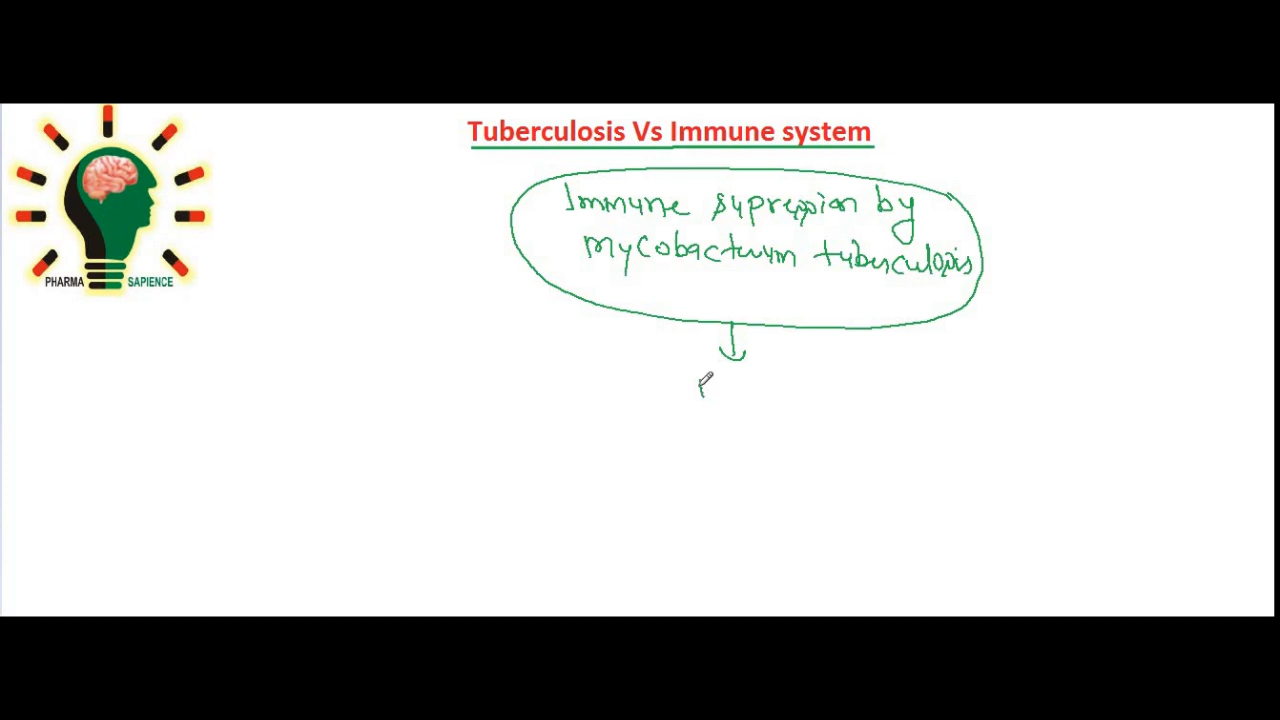 Tuberculosis Vs Immune system
Immune supression by
mycobacterium tuberculosis
PHARMA SAPIENCE